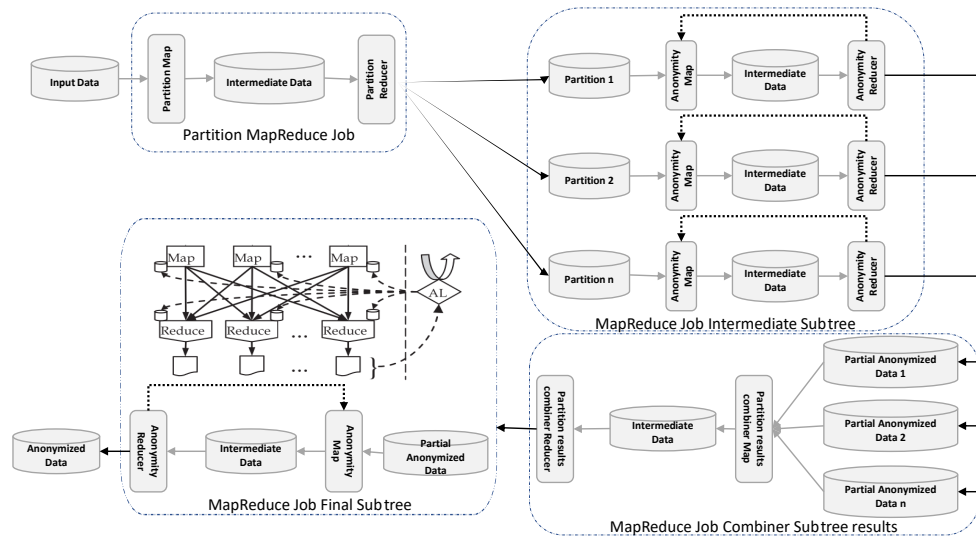 Input Data
Partition Map
Intermediate Data
Partition
Reducer
Partition MapReduce Job
Partition 1
Anonymity
Map
Intermediate
Data
Anonymity
Reducer
Partition 2
Anonymity
Map
Intermediate
Data
Anonymity
Reducer
Partition n
Anonymity
Map
Intermediate
Data
Anonymity
Reducer
MapReduce Job Intermediate Subtree
Map
Map
...
Map
AL
Reduce
Reduce
...
Reduce
...
}
Anonymized
Data
Anonymity
Reducer
Intermediate
Data
Anonymity
Map
Partial
Anonymized Data
MapReduce Job Final Subtree
Partition results
combiner Reducer
Intermediate
Data
Partition results
combiner Map
Partial Anonymized
Data 1
Partial Anonymized
Data 2
Partial Anonymized
Data n
MapReduce Job Combiner Subtree results